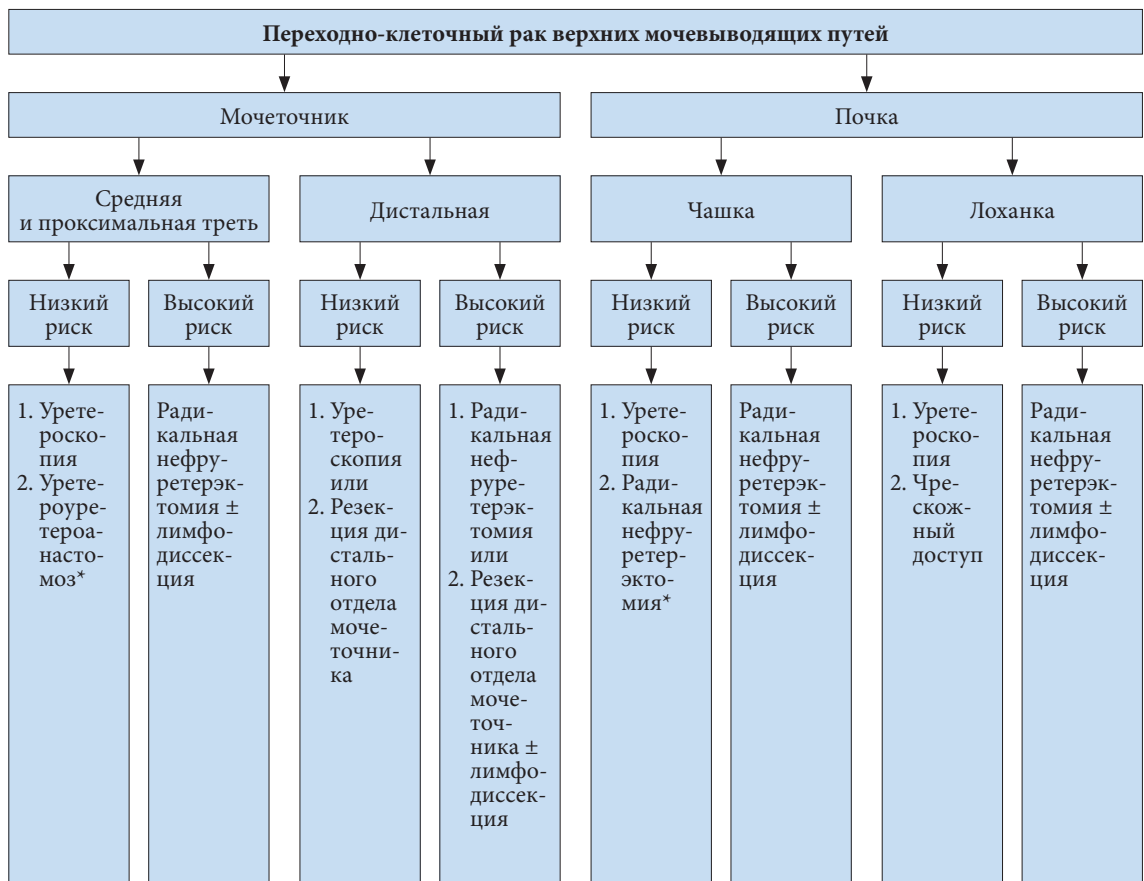 Переходно-клеточный рак верхних мочевыводящих путей
Мочеточник
Почка
Средняя
и проксимальная треть
Дистальная
Чашка
Лоханка
Низкий
риск
Высокий
риск
Низкий
риск
Высокий
риск
Низкий
риск
Высокий
риск
Низкий
риск
Высокий
риск
1. Урете-
роско-
пия
2. Урете-
роуре-
тероа-
насто-
моз*
Ради-
кальная
нефру-
ретерэк-
томия ±
лимфо-
диссек-
ция
1. Уре-
теро-
скопия
или
2. Резек-
ция ди-
сталь-
ного
отдела
моче-
точни-
ка
1. Ради-
кальная
неф-
руре-
терэк-
томия
или
2. Резек-
ция ди-
сталь-
ного
отдела
моче-
точ-
ника ±
лимфо-
диссек-
ция
1. Урете-
роско-
пия
2. Ради-
кальная
нефру-
ретер-
экто-
мия*
Ради-
кальная
нефру-
ретерэк-
томия ±
лимфо-
диссек-
ция
1. Урете-
роско-
пия
2. Чре-
скож-
ный
доступ
Ради-
кальная
нефру-
ретерэк-
томия ±
лимфо-
диссек-
ция